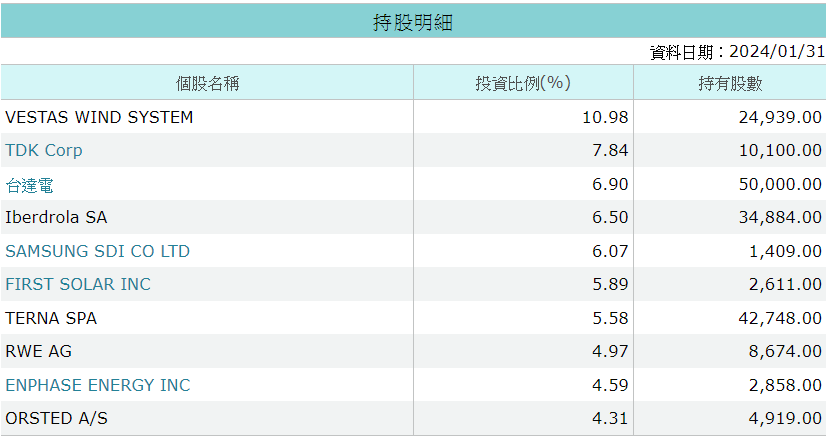 持股明細
資料日期：2024/01/31
個股名稱 投資比例(%) 持有股數
VESTAS WIND SYSTEM 10.98 24,939.00
TDK Corp 7.84 10,100.00
台達電 6.90 50,000.00
Iberdrola SA 6.50 34,884.00
SAMSUNG SDI CO LTD 6.07 1,409.00
FIRST SOLAR INC 5.89 2,611.00
TERNA SPA 5.58 42,748.00
RWE AG 4.97 8,674.00
ENPHASE ENERGY INC 4.59 2,858.00
ORSTED A/S 4.31 4,919.00